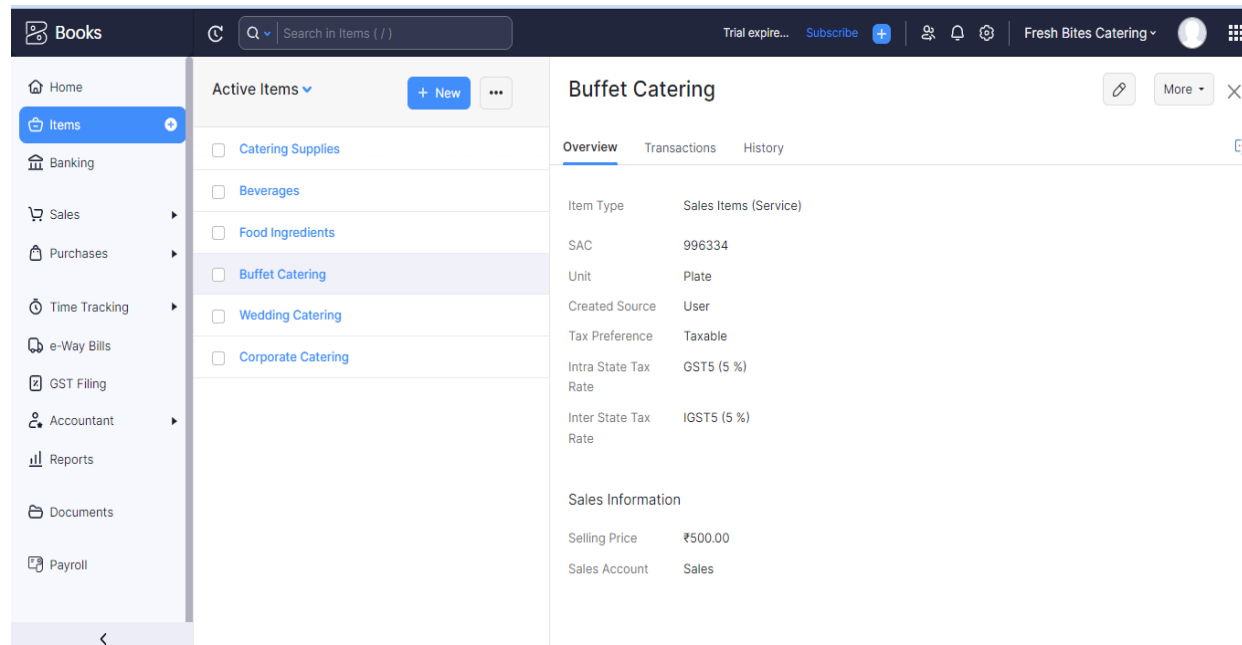 Books
Search in Items ( / )
Trial expire... Subscribe
Fresh Bites Catering
Home
Items
Banking
Sales
Purchases
Time Tracking
e-Way Bills
GST Filing
Accountant
Reports
Documents
Payroll
Active Items
+ New
Catering Supplies
Beverages
Food Ingredients
Buffet Catering
Wedding Catering
Corporate Catering
Buffet Catering
More
Overview Transactions History
Item Type Sales Items (Service)
SAC 996334
Unit Plate
Created Source User
Tax Preference Taxable
Intra State Tax GST5 (5 %)
Rate
Inter State Tax IGST5 (5 %)
Rate
Sales Information
Selling Price ₹500.00
Sales Account Sales